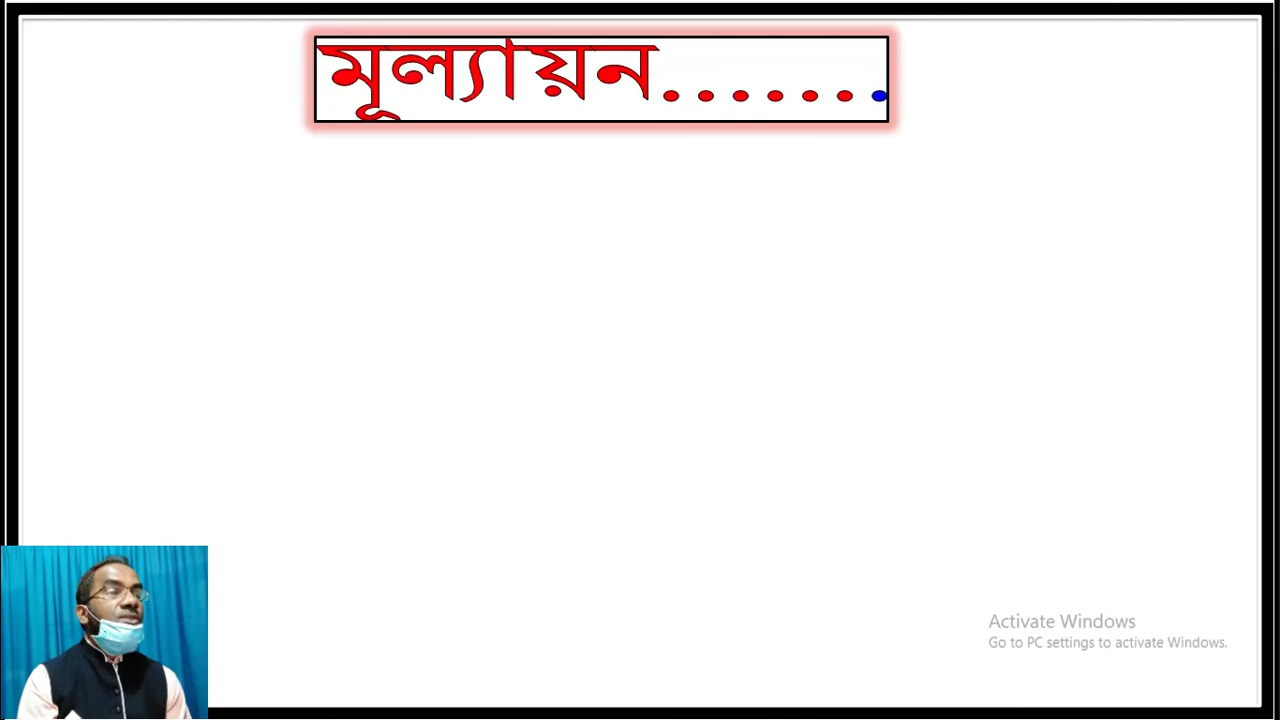 মূল্যায়ন.......
Activate Windows
Go to PC settings to activate Windows.